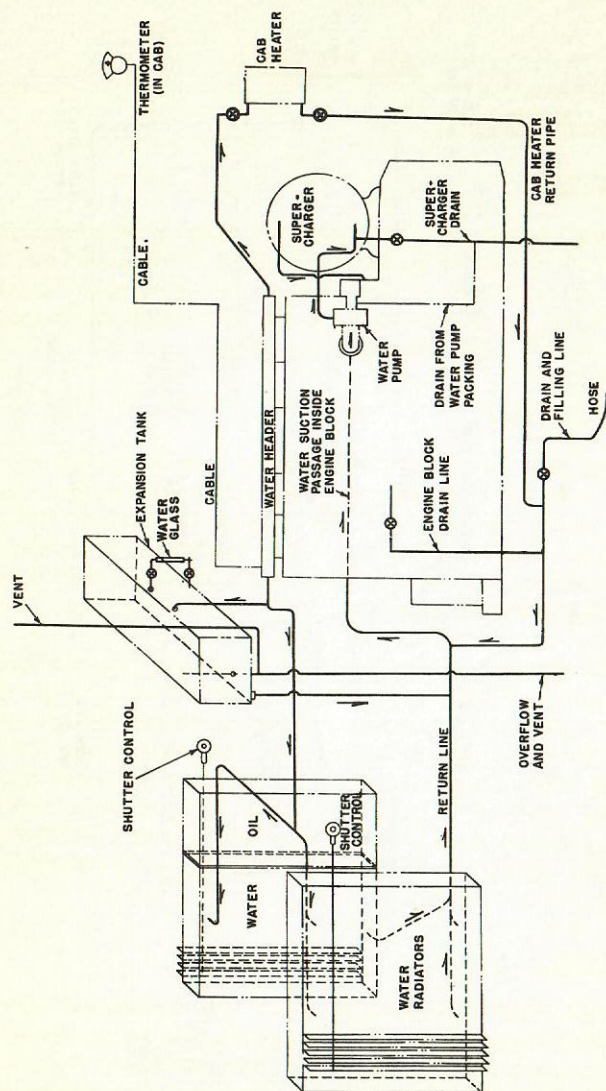 THERMOMETER
(IN CAB)
CABLE.
CAB
HEATER
SUPER-
CHARGER
SUPER-
CHARGER
DRAIN
CAB HEATER
RETURN PIPE
WATER
PUMP
DRAIN FROM
WATER PUMP
PACKING
DRAIN AND
FILLING LINE
HOSE
CABLE
WATER HEADER
WATER SUCTION
PASSAGE INSIDE
ENGINE BLOCK
ENGINE BLOCK
DRAIN LINE
VENT
EXPANSION TANK
WATER
GLASS
OVERFLOW
AND VENT
SHUTTER CONTROL
OIL
SHUTTER
CONTROL
RETURN LINE
WATER
WATER
RADIATORS